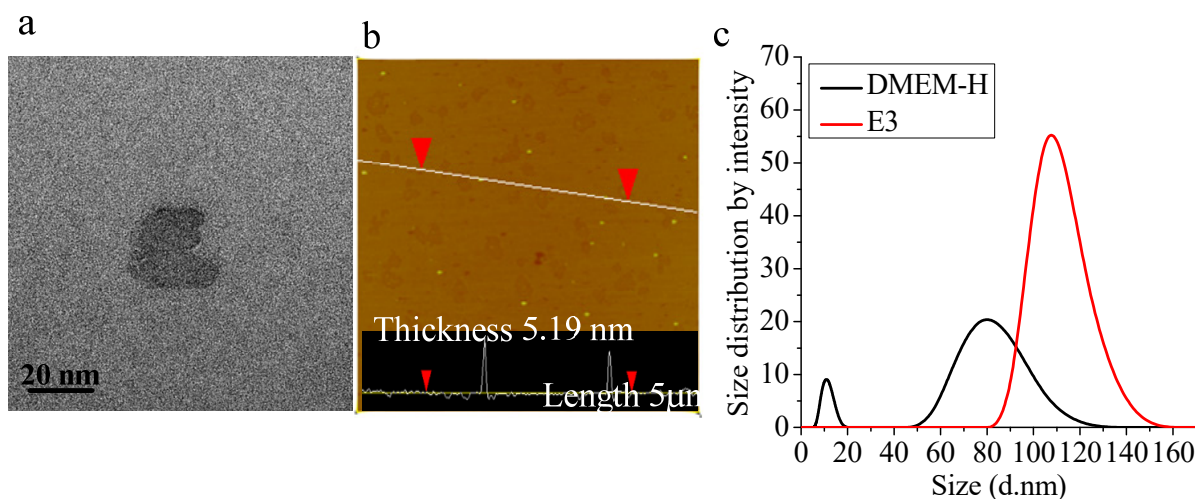 a
20 nm
b
Thickness 5.19 nm
Length 5μm
c
70
60
50
40
30
20
10
0
Size distribution by intensity
DMEM-H
E3
0 20 40 60 80 100 120 140 160
Size (d.nm)